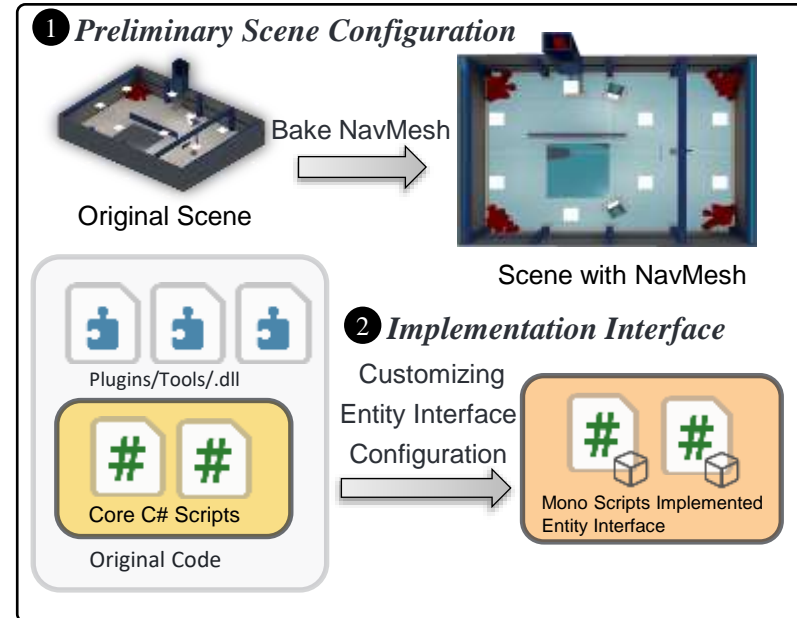 1 Preliminary Scene Configuration
Bake NavMesh
Original Scene
Scene with NavMesh
Plugins/Tools/.dll
# #
Core C# Scripts
Original Code
2 Implementation Interface
Customizing
Entity Interface
Configuration
# #
Mono Scripts Implemented
Entity Interface